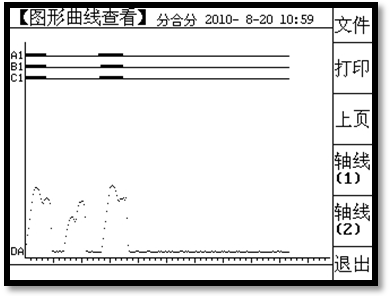 【图形曲线查看】 分合分 2010- 8-20 10:59
A1
B1
C1
DA
文件
打印
上页
轴线
(1)
轴线
(2)
退出